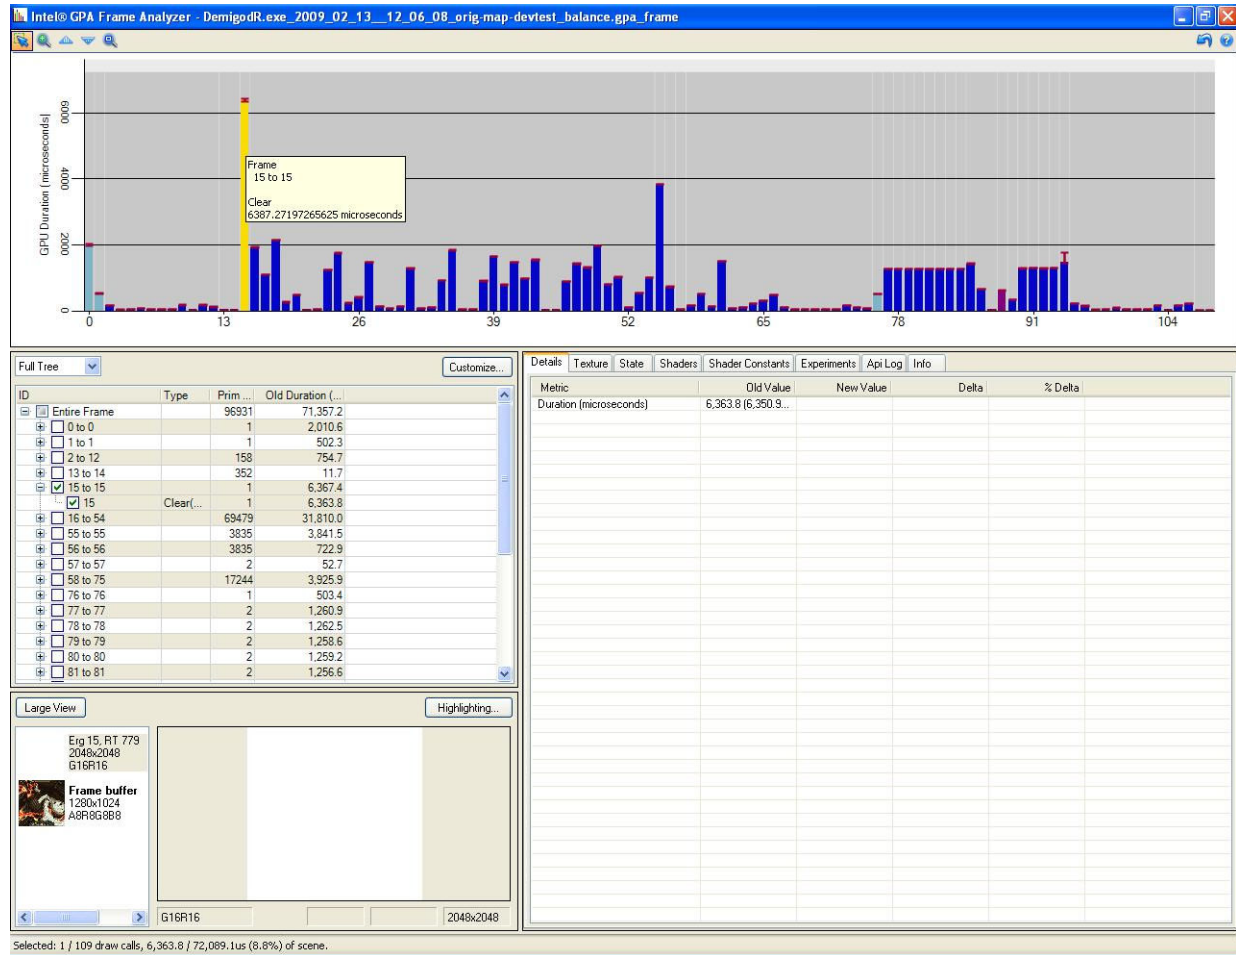 Intel® GPA Frame Analyzer - DemigodR.exe_2009_02_13__12_06_08_orig-map-devtest_balance.gpa_frame
GPU Duration (microseconds)
6000
4000
2000
0
Frame
15 to 15
Clear
6387.27197265625 microseconds
0 13 26 39 52 65 78 91 104
Full Tree
Customize...
ID Type Prim ... Old Duration (...
Entire Frame 96931 71,357.2
0 to 0 1 2,010.6
1 to 1 1 502.3
2 to 12 158 754.7
13 to 14 352 11.7
15 to 15 1 6,367.4
15 Clear(... 1 6,363.8
16 to 54 69479 31,810.0
55 to 55 3835 3,841.5
56 to 56 3835 722.9
57 to 57 2 52.7
58 to 75 17244 3,925.9
76 to 76 1 503.4
77 to 77 2 1,260.9
78 to 78 2 1,262.5
79 to 79 2 1,258.6
80 to 80 2 1,259.2
81 to 81 2 1,256.6
Details Texture State Shaders Shader Constants Experiments Api Log Info
Metric Old Value New Value Delta % Delta
Duration (microseconds) 6,363.8 (6,350.9...
Large View
Highlighting...
Erg 15, RT 779
2048x2048
G16R16
Frame buffer
1280x1024
A8R8G8B8
G16R16
2048x2048
Selected: 1 / 109 draw calls, 6,363.8 / 72,089.1us (8.8%) of scene.